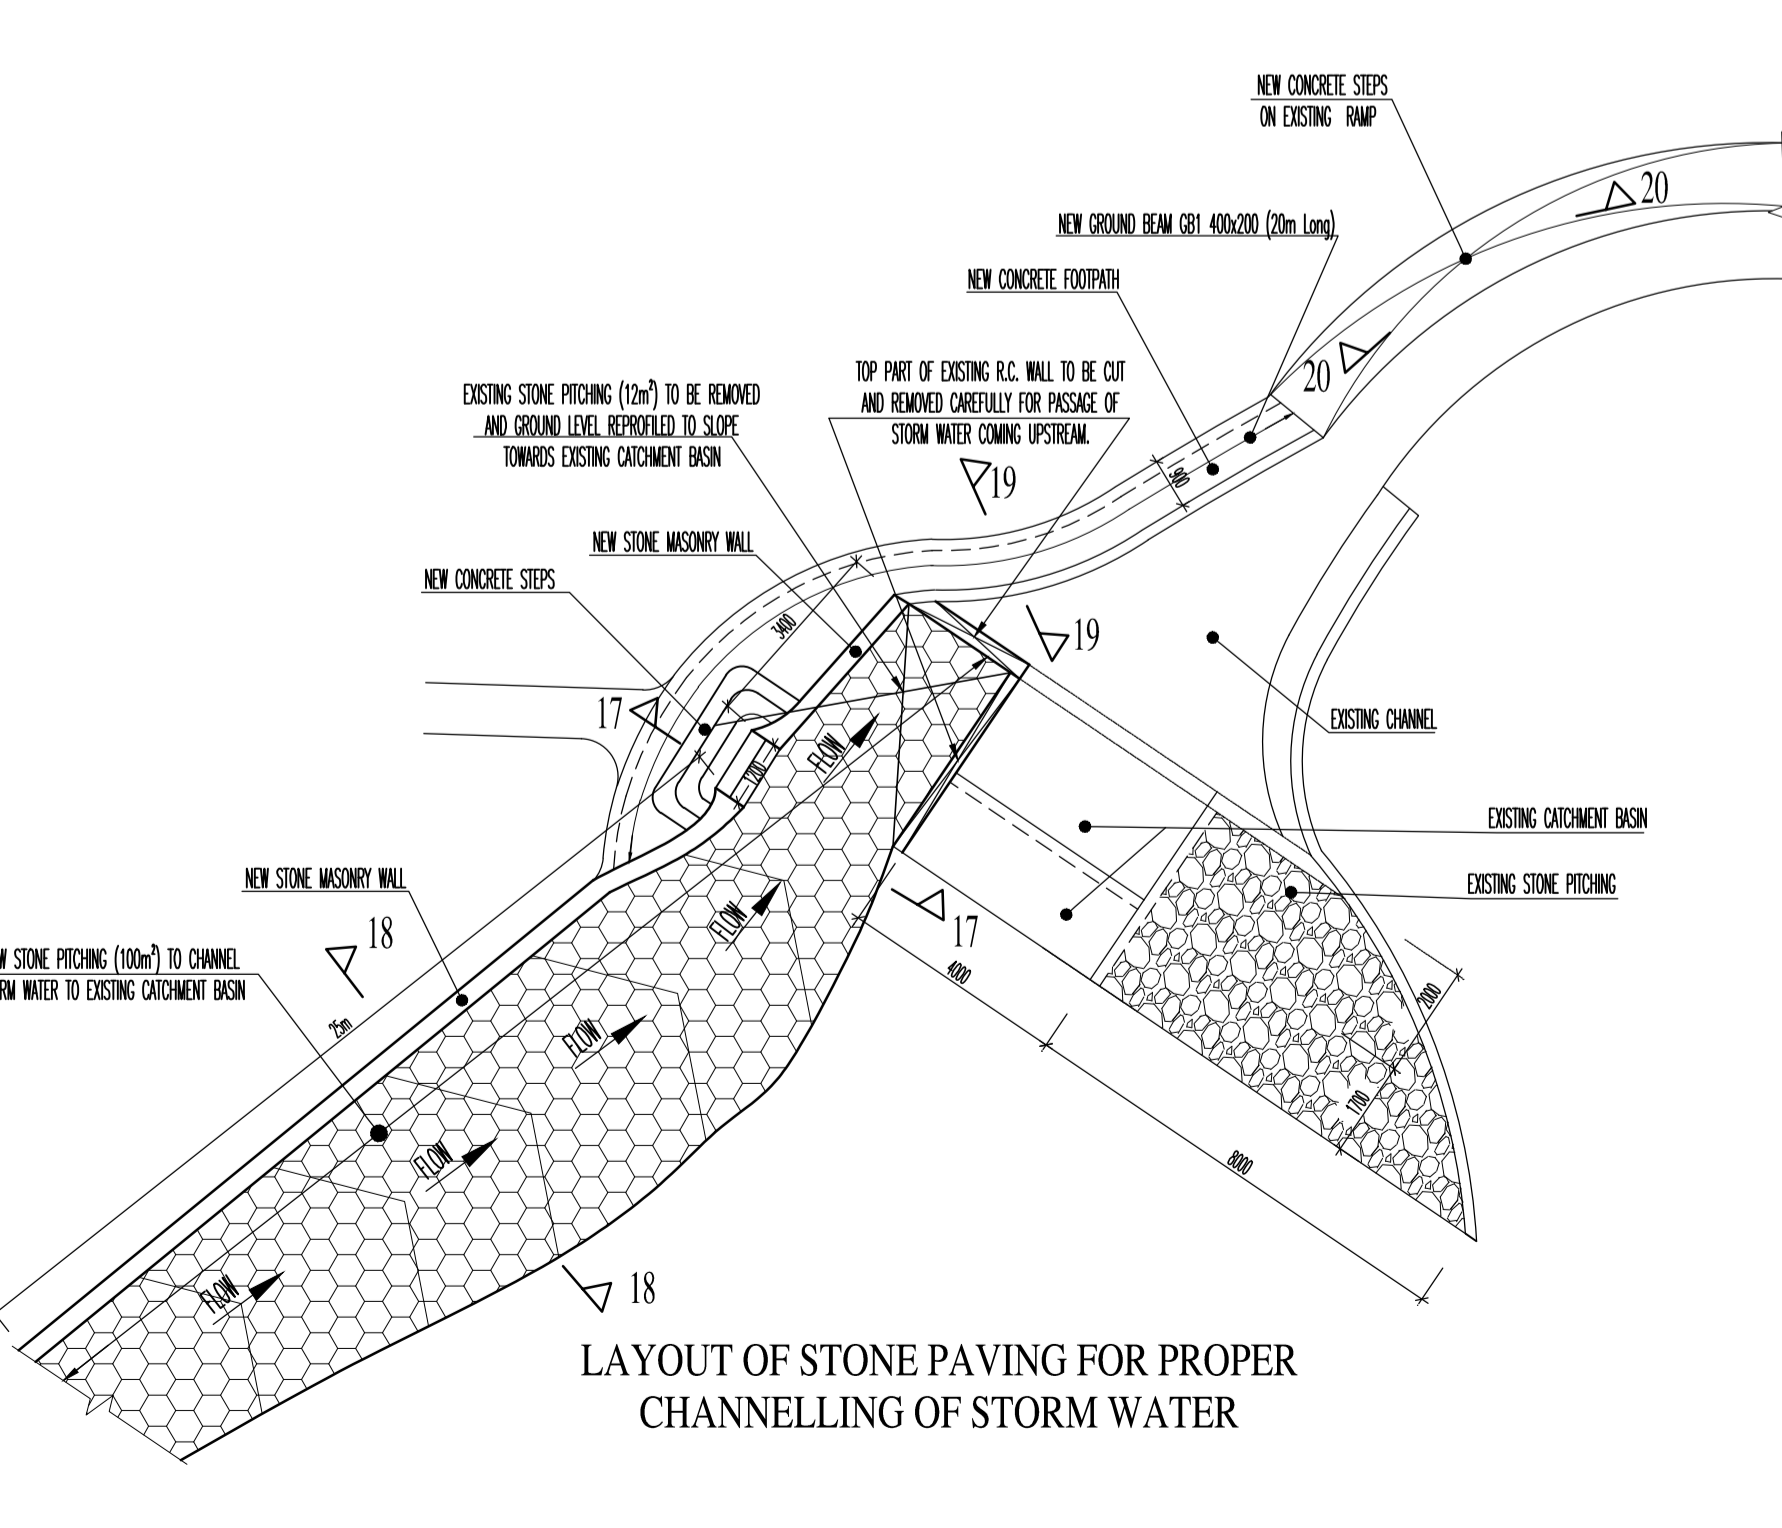 NEW CONCRETE STEPS
ON EXISTING RAMP
20
NEW GROUND BEAM GB1 400x200 (20m Long)
NEW CONCRETE FOOTPATH
20
TOP PART OF EXISTING R.C. WALL TO BE CUT
AND REMOVED CAREFULLY FOR PASSAGE OF
STORM WATER COMING UPSTREAM.
EXISTING STONE PITCHING (12m²) TO BE REMOVED
AND GROUND LEVEL REPROFILED TO SLOPE
TOWARDS EXISTING CATCHMENT BASIN
900
19
NEW STONE MASONRY WALL
NEW CONCRETE STEPS
3400
19
17
EXISTING CHANNEL
FLOW
1200
EXISTING CATCHMENT BASIN
NEW STONE MASONRY WALL
EXISTING STONE PITCHING
FLOW
17
18
STONE PITCHING (100m²) TO CHANNEL
WATER TO EXISTING CATCHMENT BASIN
4000
2000
25m
FLOW
1700
FLOW
8000
FLOW
18
LAYOUT OF STONE PAVING FOR PROPER
CHANNELLING OF STORM WATER